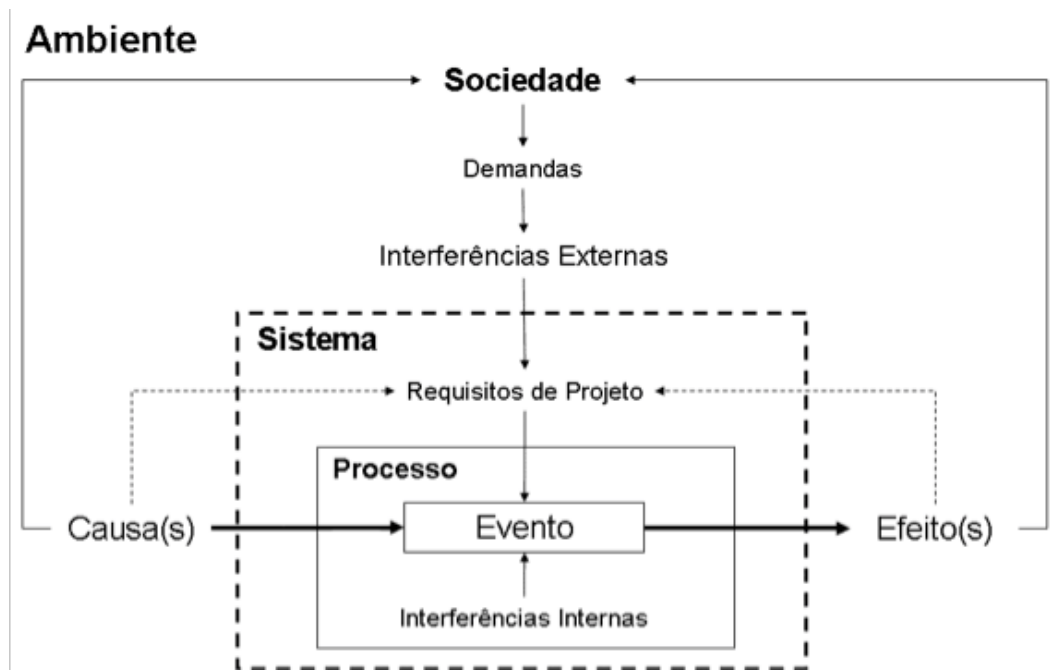 Ambiente
Sociedade
Demandas
Interferências Externas
Sistema
Requisitos de Projeto
Processo
Causa(s)
Evento
Efeito(s)
Interferências Internas